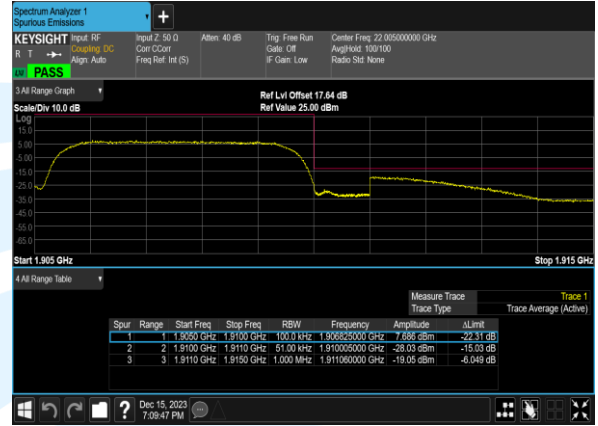 Spectrum Analyzer 1
Spurious Emissions
KEYSIGHT Input: RF
R T Coupling: DC
Align: Auto
Input Z: 50 Ω
Corr CCorr
Freq Ref: Int (S)
Atten: 40 dB
Trig: Free Run
Gate: Off
IF Gain: Low
Center Freq: 22.005000000 GHz
Avg|Hold: 100/100
Radio Std: None
LW PASS
3 All Range Graph
Ref Lvl Offset 17.64 dB
Scale/Div 10.0 dB Ref Value 25.00 dBm
Log
15.0
5.00
-5.00
-15.0
-25.0
-35.0
-45.0
-55.0
-65.0
Start 1.905 GHz Stop 1.915 GHz
4 All Range Table
Measure Trace Trace 1
Trace Type Trace Average (Active)
Spur Range Start Freq Stop Freq RBW Frequency Amplitude ΔLimit
1 1 1.9050 GHz 1.9100 GHz 100.0 kHz 1.906825000 GHz 7.686 dBm -22.31 dB
2 2 1.9100 GHz 1.9110 GHz 51.00 kHz 1.910005000 GHz -28.03 dBm -15.03 dB
3 3 1.9110 GHz 1.9150 GHz 1.000 MHz 1.911060000 GHz -19.05 dBm -6.049 dB
? Dec 15, 2023
7:09:47 PM